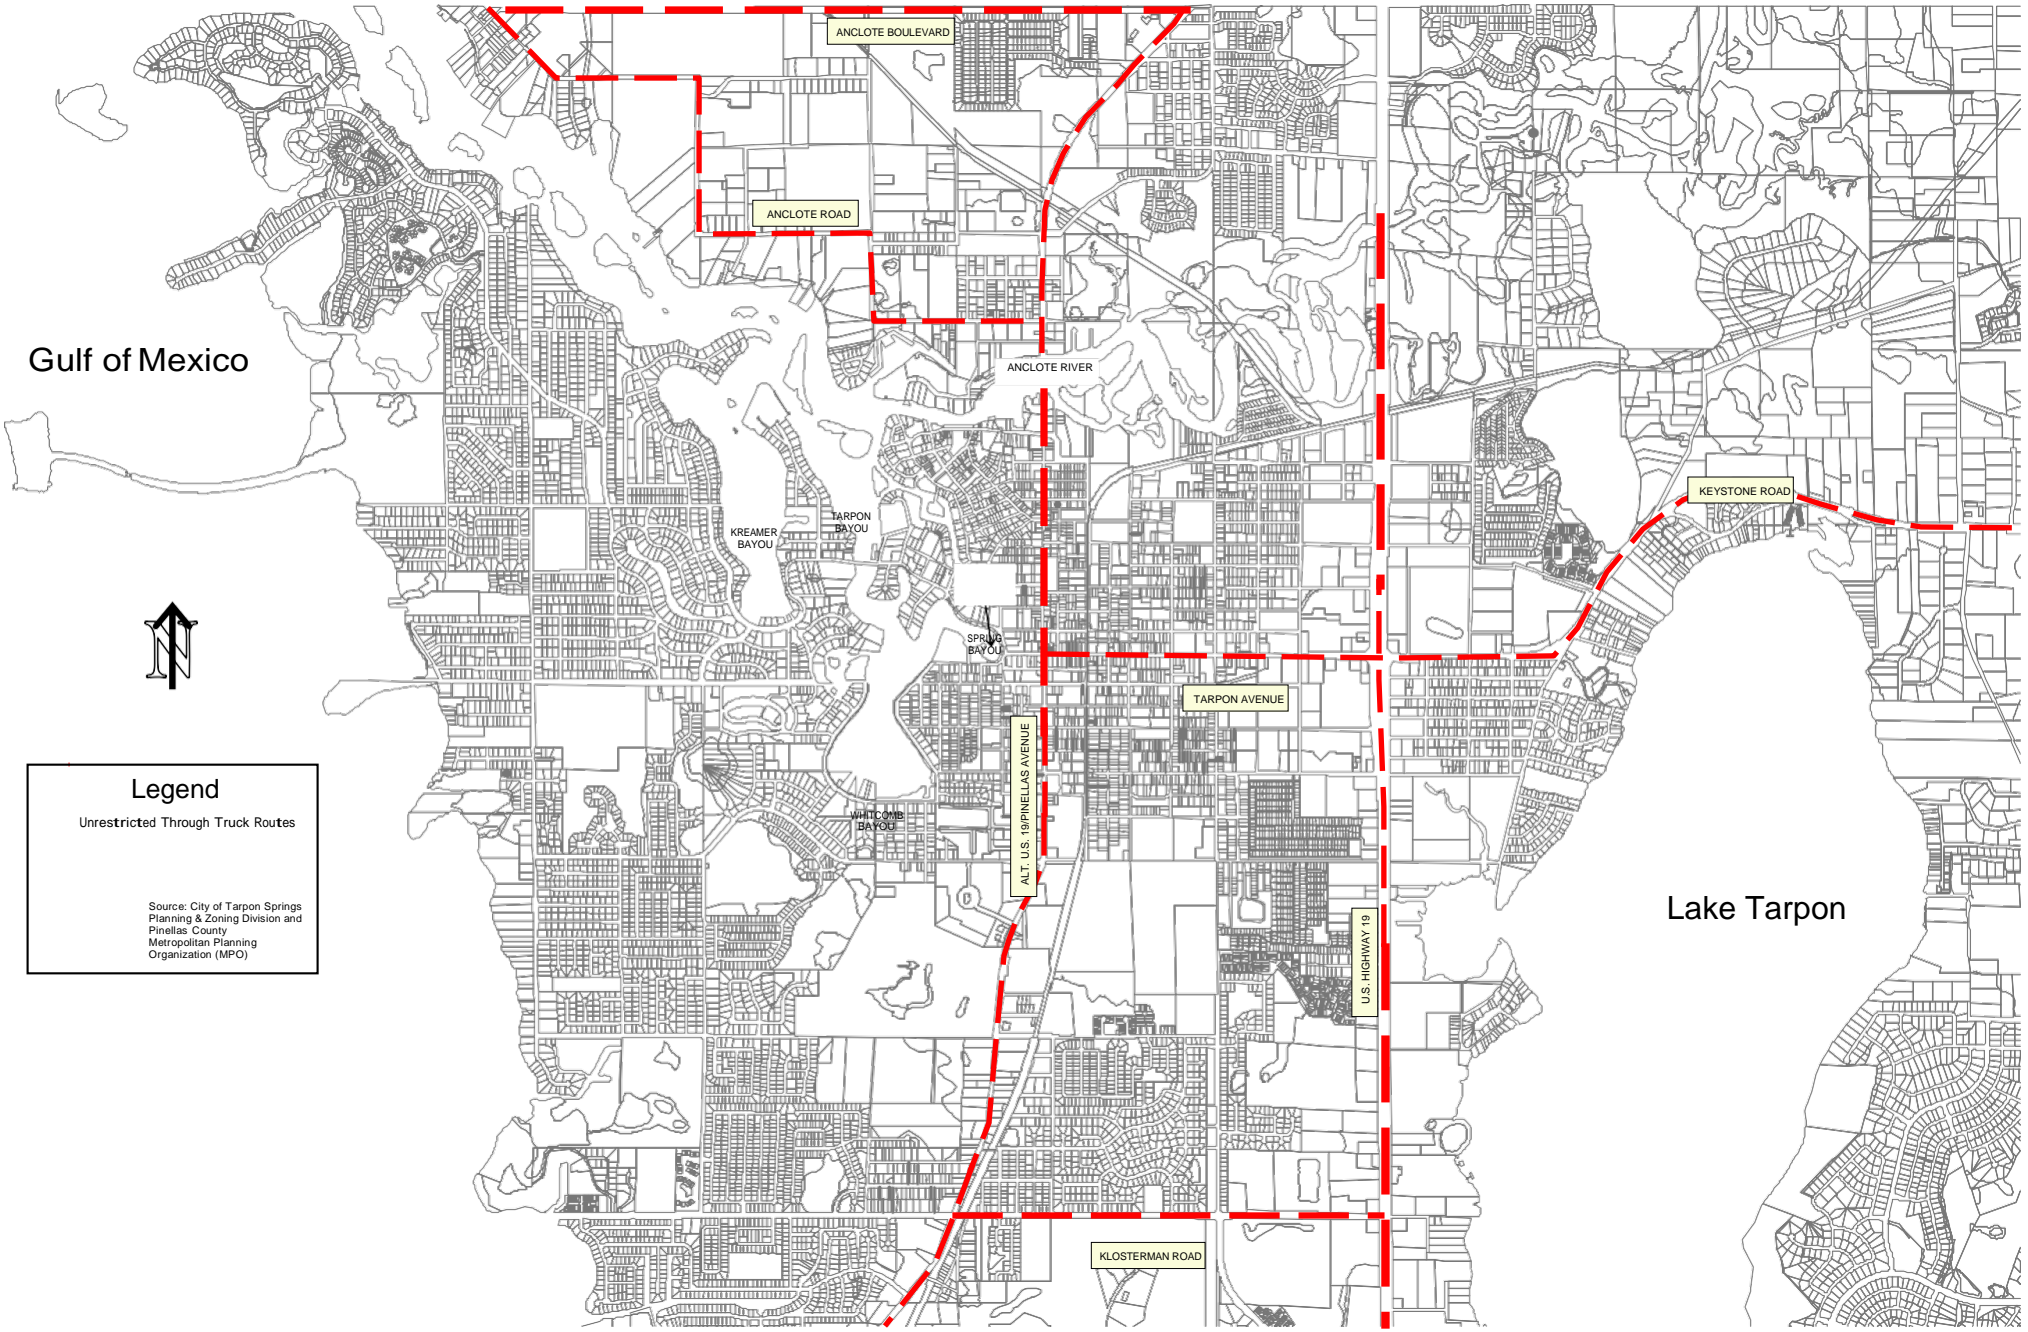 ANCLOTE BOULEVARD
ANCLOTE ROAD
Gulf of Mexico
ANCLOTE RIVER
KEYSTONE ROAD
TARPON
BAYOU
KREAMER
BAYOU
N
SPRING
BAYOU
TARPON AVENUE
ALT. U.S. 19/PINELLAS AVENUE
Legend
Unrestricted Through Truck Routes
WHITCOMB
BAYOU
Source: City of Tarpon Springs
Planning & Zoning Division and
Pinellas County
Metropolitan Planning
Organization (MPO)
Lake Tarpon
U.S. HIGHWAY 19
KLOSTERMAN ROAD